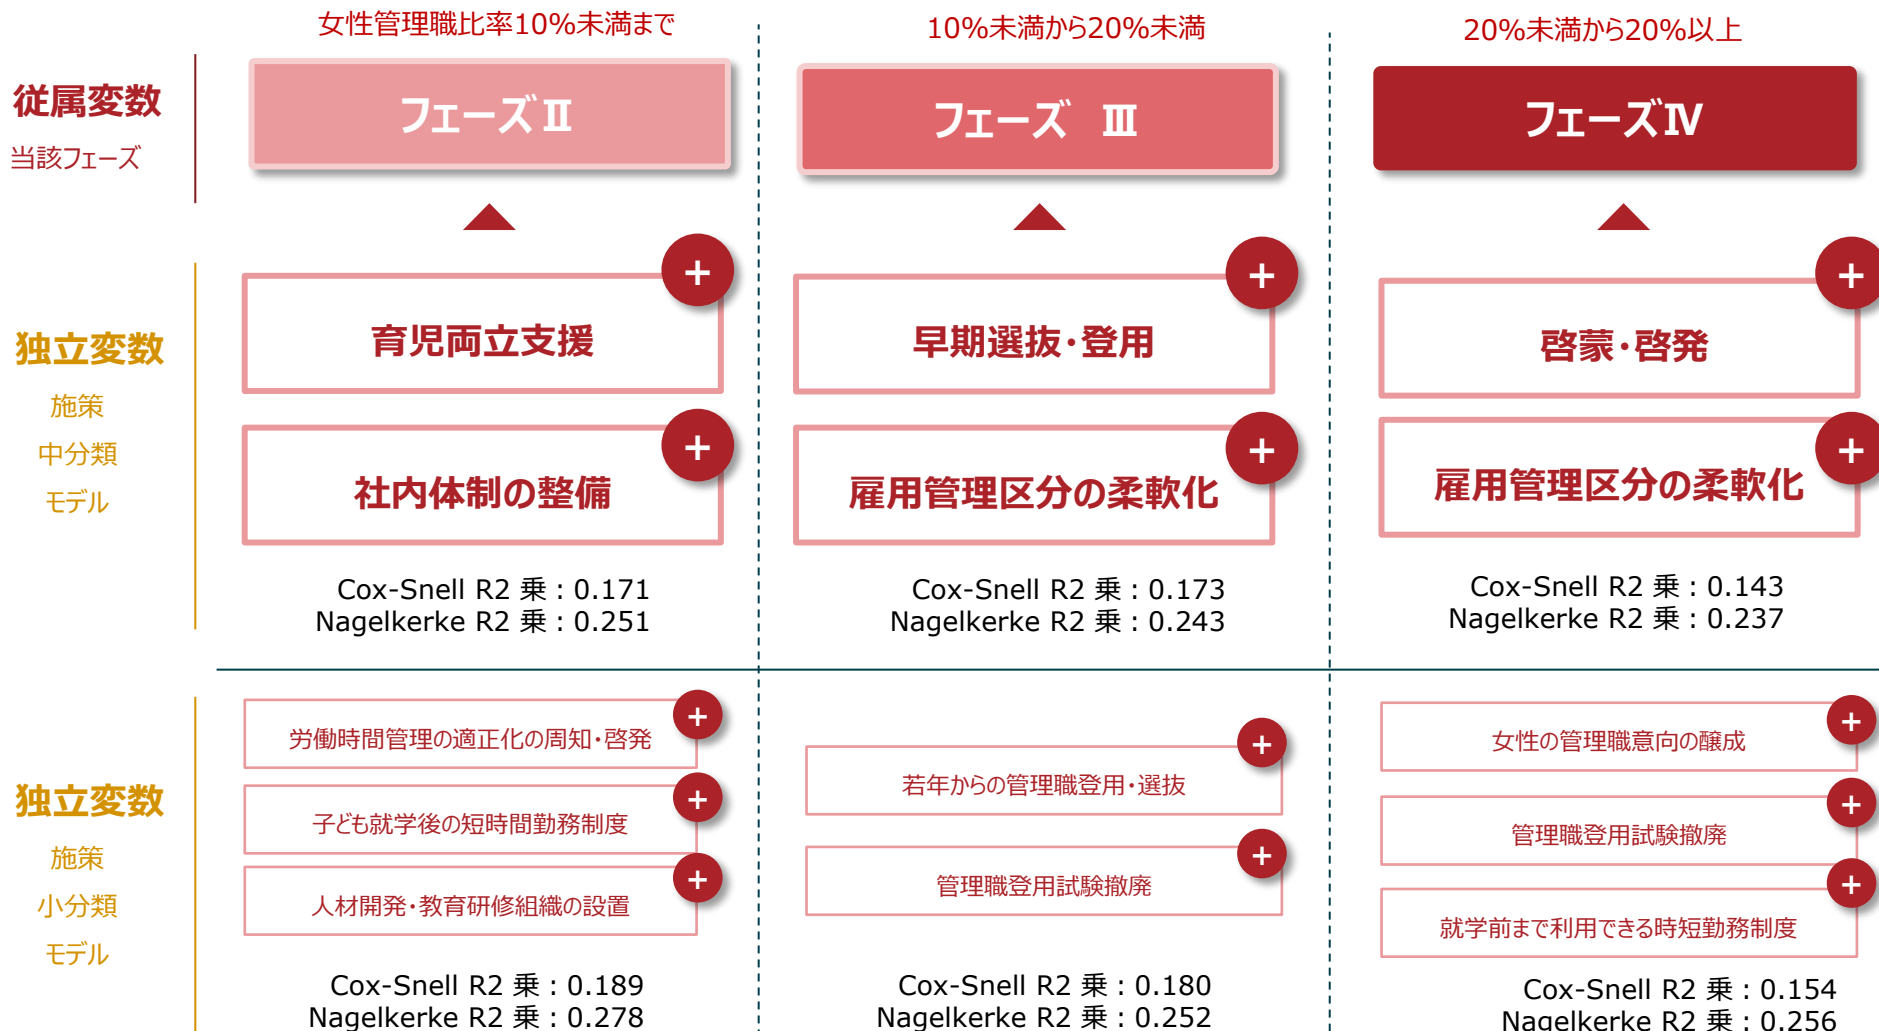 女性管理職比率10%未満まで
10%未満から20%未満
20%未満から20%以上
従属変数
当該フェーズ
フェーズⅡ
フェーズ Ⅲ
フェーズⅣ
独立変数
施策
中分類
モデル
+
育児両立支援
+
社内体制の整備
Cox-Snell R2 乗：0.171
Nagelkerke R2 乗：0.251
+
早期選抜・登用
+
雇用管理区分の柔軟化
Cox-Snell R2 乗：0.173
Nagelkerke R2 乗：0.243
+
啓蒙・啓発
+
雇用管理区分の柔軟化
Cox-Snell R2 乗：0.143
Nagelkerke R2 乗：0.237
独立変数
施策
小分類
モデル
+
労働時間管理の適正化の周知・啓発
+
子ども就学後の短時間勤務制度
+
人材開発・教育研修組織の設置
Cox-Snell R2 乗：0.189
Nagelkerke R2 乗：0.278
+
若年からの管理職登用・選抜
+
管理職登用試験撤廃
Cox-Snell R2 乗：0.180
Nagelkerke R2 乗：0.252
+
女性の管理職意向の醸成
+
管理職登用試験撤廃
+
就学前まで利用できる時短勤務制度
Cox-Snell R2 乗：0.154
Nagelkerke R2 乗：0.256